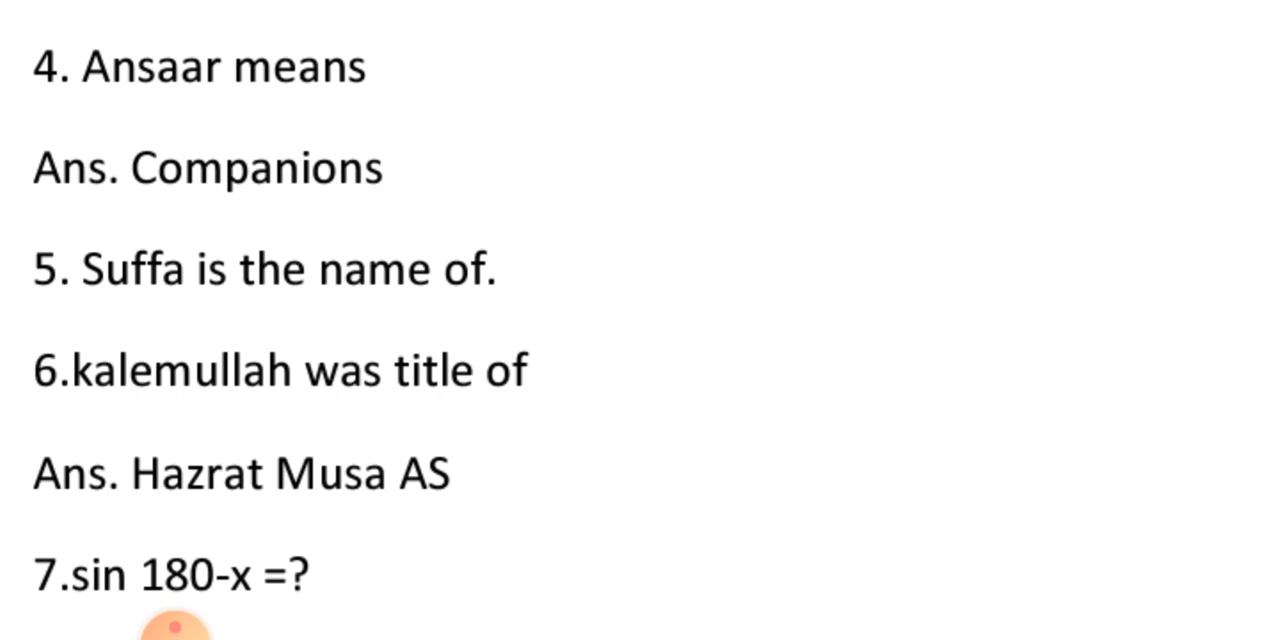 4. Ansaar means
Ans. Companions
5. Suffa is the name of.
6.kalemullah was title of
Ans. Hazrat Musa AS
7.sin 180-x =?